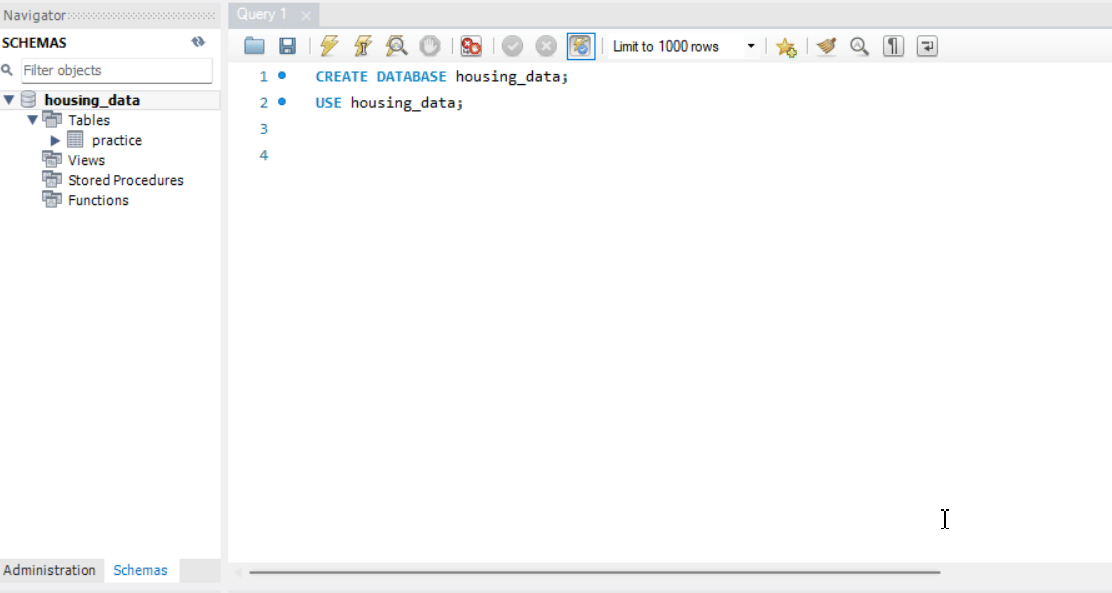 Navigator
Query 1
SCHEMAS
Limit to 1000 rows
Filter objects
housing_data
Tables
practice
Views
Stored Procedures
Functions
1 CREATE DATABASE housing_data;
2 USE housing_data;
3
4
Administration Schemas